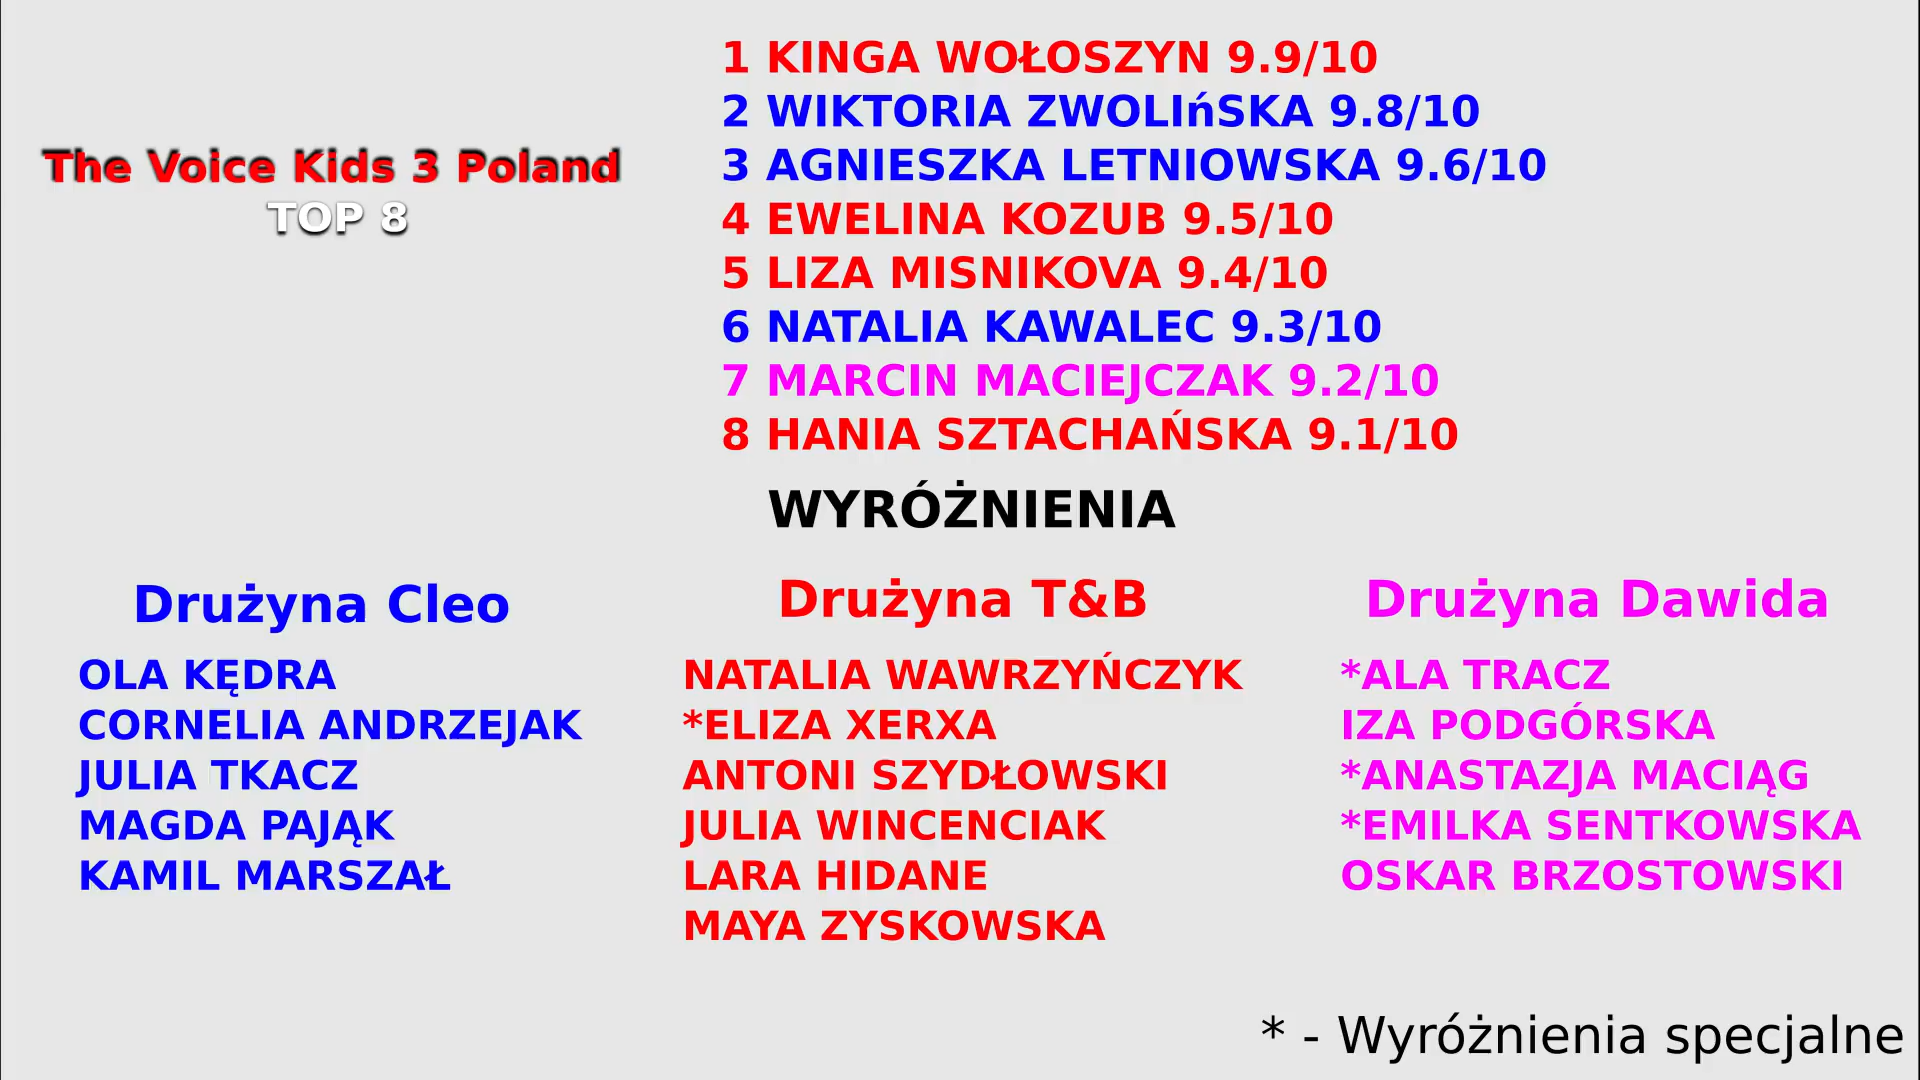 The Voice Kids 3 Poland
TOP 8
1 KINGA WOŁOSZYN 9.9/10
2 WIKTORIA ZWOLIńSKA 9.8/10
3 AGNIESZKA LETNIOWSKA 9.6/10
4 EWELINA KOZUB 9.5/10
5 LIZA MISNIKOVA 9.4/10
6 NATALIA KAWALEC 9.3/10
7 MARCIN MACIEJCZAK 9.2/10
8 HANIA SZTACHAŃSKA 9.1/10
WYRÓŻNIENIA
Drużyna Cleo
OLA KĘDRA
CORNELIA ANDRZEJAK
JULIA TKACZ
MAGDA PAJĄK
KAMIL MARSZAŁ
Drużyna T&B
NATALIA WAWRZYŃCZYK
*ELIZA XERXA
ANTONI SZYDŁOWSKI
JULIA WINCENCIAK
LARA HIDANE
MAYA ZYSKOWSKA
Drużyna Dawida
*ALA TRACZ
IZA PODGÓRSKA
*ANASTAZJA MACIĄG
*EMILKA SENTKOWSKA
OSKAR BRZOSTOWSKI
* - Wyróżnienia specjalne